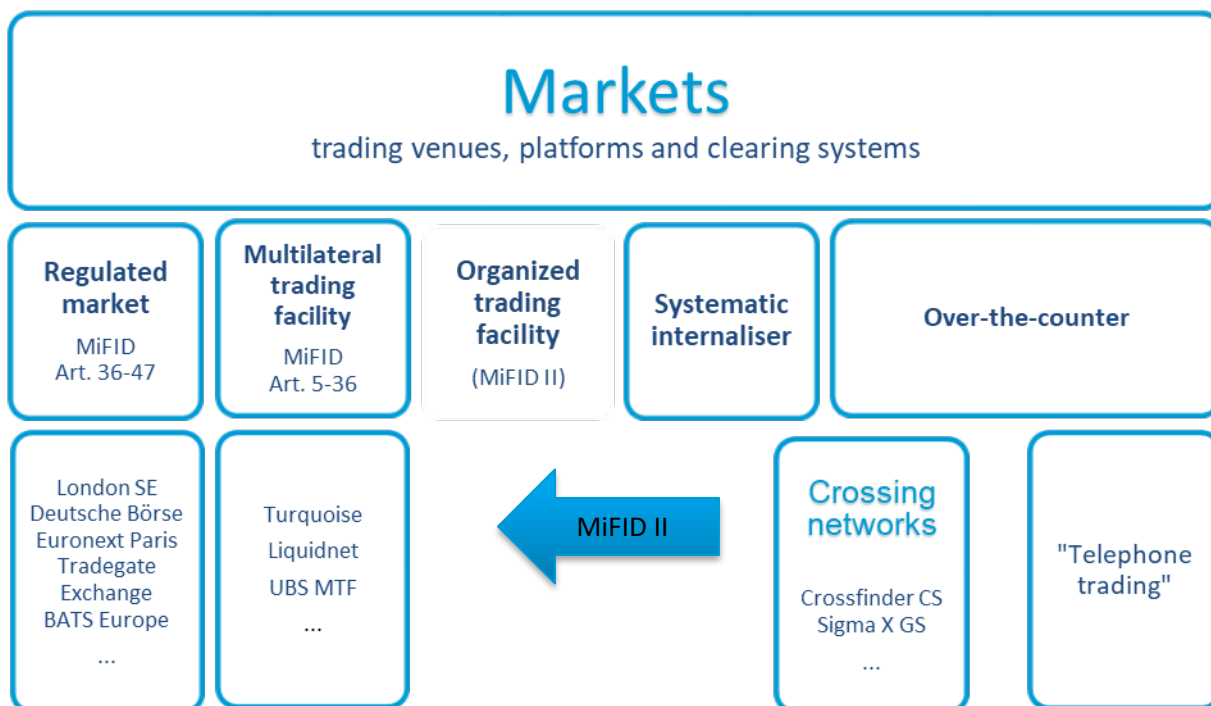 Markets
trading venues, platforms and clearing systems
Regulated
market
MiFID
Art. 36-47
Multilateral
trading
facility
MiFID
Art. 5-36
Organized
trading
facility
(MiFID II)
Systematic
internaliser
Over-the-counter
London SE
Deutsche Börse
Euronext Paris
Tradegate
Exchange
BATS Europe
...
Turquoise
Liquidnet
UBS MTF
...
MiFID II
Crossing
networks
Crossfinder CS
Sigma X GS
...
"Telephone
trading"